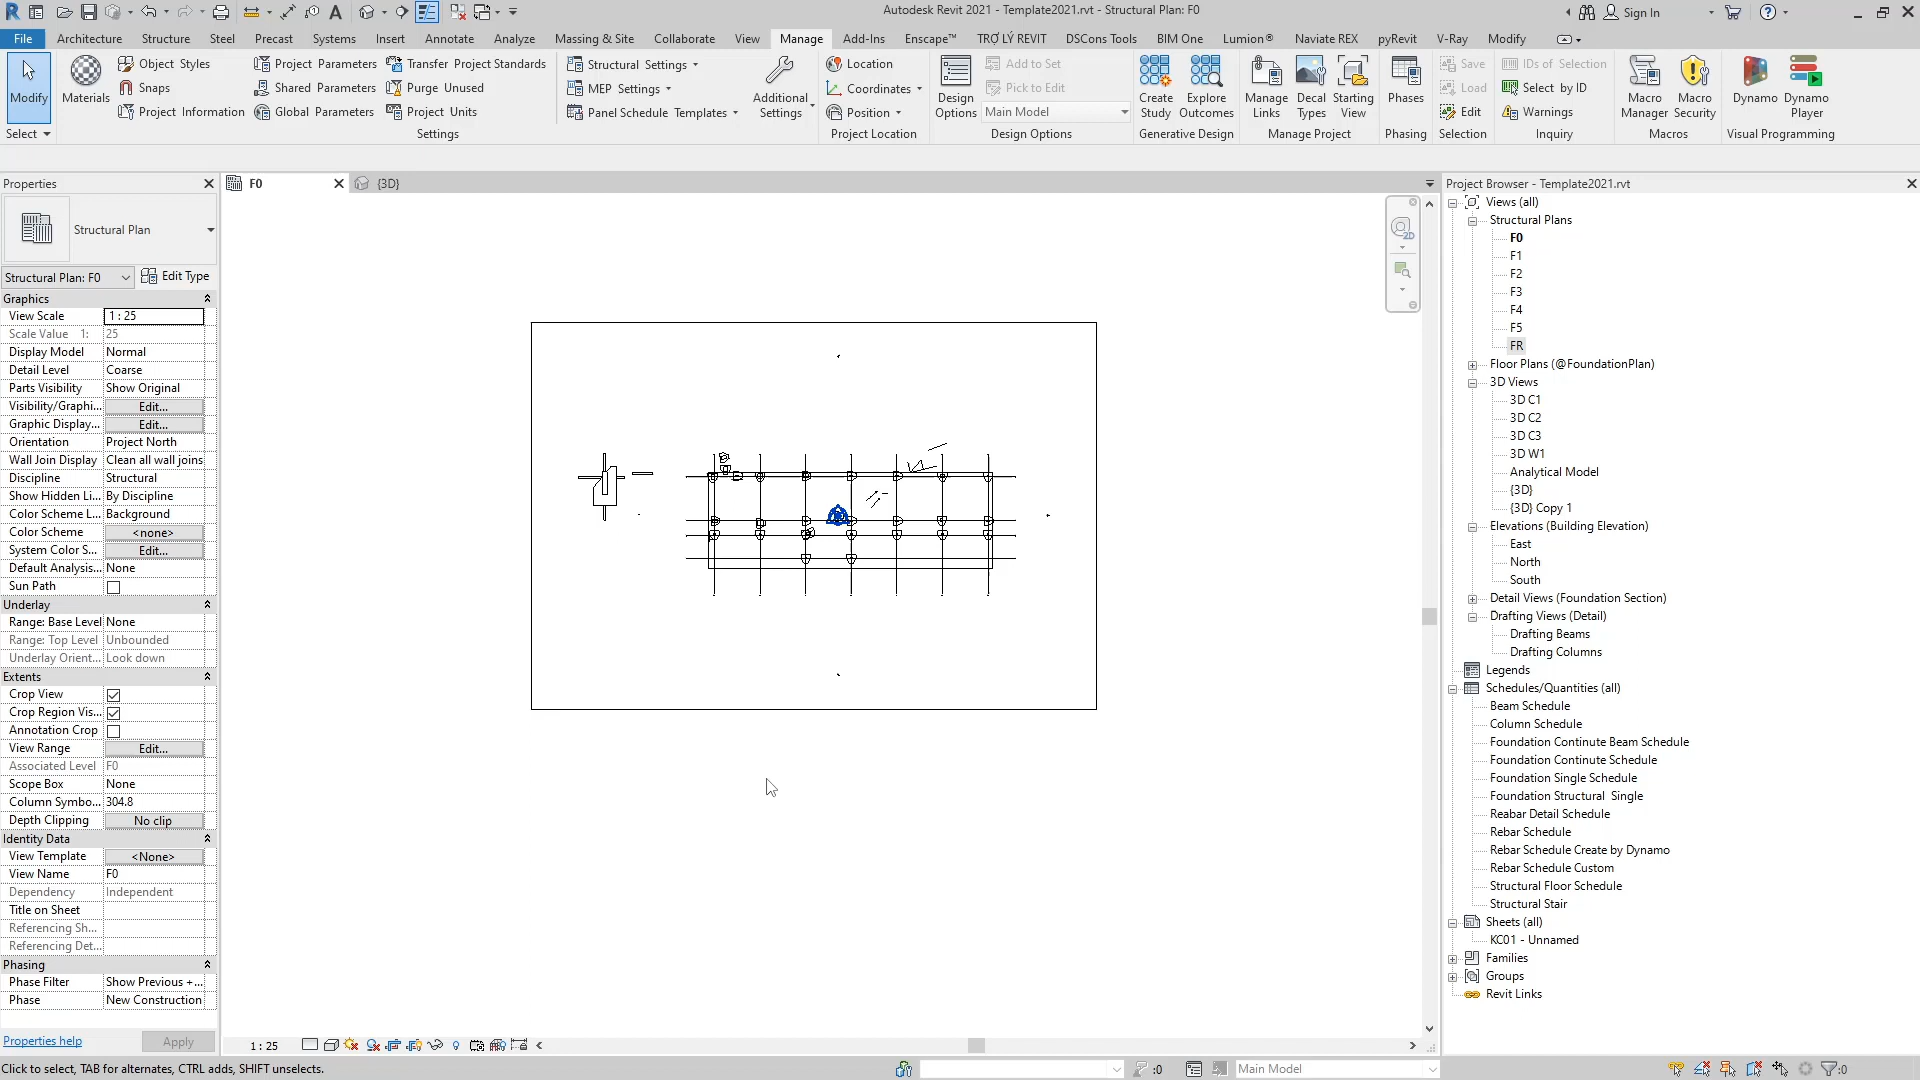 Autodesk Revit 2021 - Template2021.rvt - Structural Plan: F0
Sign In
File Architecture Structure Steel Precast Systems Insert Annotate Analyze Massing & Site Collaborate View Manage Add-Ins Enscape™ TRỢ LÝ REVIT DSCons Tools BIM One Lumion® Naviate REX pyRevit V-Ray Modify
Modify
Select
Materials
Object Styles
Snaps
Project Information
Project Parameters
Shared Parameters
Global Parameters
Transfer Project Standards
Purge Unused
Project Units
Settings
Structural Settings
MEP Settings
Panel Schedule Templates
Additional Settings
Location
Coordinates
Position
Project Location
Design Options
Add to Set
Pick to Edit
Main Model
Design Options
Create Study
Explore Outcomes
Generative Design
Manage Links
Decal Types
Starting View
Manage Project
Phases
Phasing
Save
Load
Edit
Selection
IDs of Selection
Select by ID
Warnings
Inquiry
Macro Manager
Macro Security
Macros
Dynamo
Dynamo Player
Visual Programming
Properties
Structural Plan
Structural Plan: F0
Edit Type
Graphics
View Scale 1 : 25
Scale Value 1: 25
Display Model Normal
Detail Level Coarse
Parts Visibility Show Original
Visibility/Graphi... Edit...
Graphic Display... Edit...
Orientation Project North
Wall Join Display Clean all wall joins
Discipline Structural
Show Hidden Li... By Discipline
Color Scheme L... Background
Color Scheme <none>
System Color S... Edit...
Default Analysis... None
Sun Path
Underlay
Range: Base Level None
Range: Top Level Unbounded
Underlay Orient... Look down
Extents
Crop View
Crop Region Vis...
Annotation Crop
View Range Edit...
Associated Level F0
Scope Box None
Column Symbo... 304.8
Depth Clipping No clip
Identity Data
View Template <None>
View Name F0
Dependency Independent
Title on Sheet
Referencing Sh...
Referencing Det...
Phasing
Phase Filter Show Previous +...
Phase New Construction
Properties help
Apply
F0
{3D}
2D
1 : 25
Project Browser - Template2021.rvt
Views (all)
Structural Plans
F0
F1
F2
F3
F4
F5
FR
Floor Plans (@FoundationPlan)
3D Views
3D C1
3D C2
3D C3
3D W1
Analytical Model
{3D}
{3D} Copy 1
Elevations (Building Elevation)
East
North
South
Detail Views (Foundation Section)
Drafting Views (Detail)
Drafting Beams
Drafting Columns
Legends
Schedules/Quantities (all)
Beam Schedule
Column Schedule
Foundation Continute Beam Schedule
Foundation Continute Schedule
Foundation Single Schedule
Foundation Structural Single
Reabar Detail Schedule
Rebar Schedule
Rebar Schedule Create by Dynamo
Rebar Schedule Custom
Structural Floor Schedule
Structural Stair
Sheets (all)
KC01 - Unnamed
Families
Groups
Revit Links
Click to select, TAB for alternates, CTRL adds, SHIFT unselects.
:0
Main Model
:0